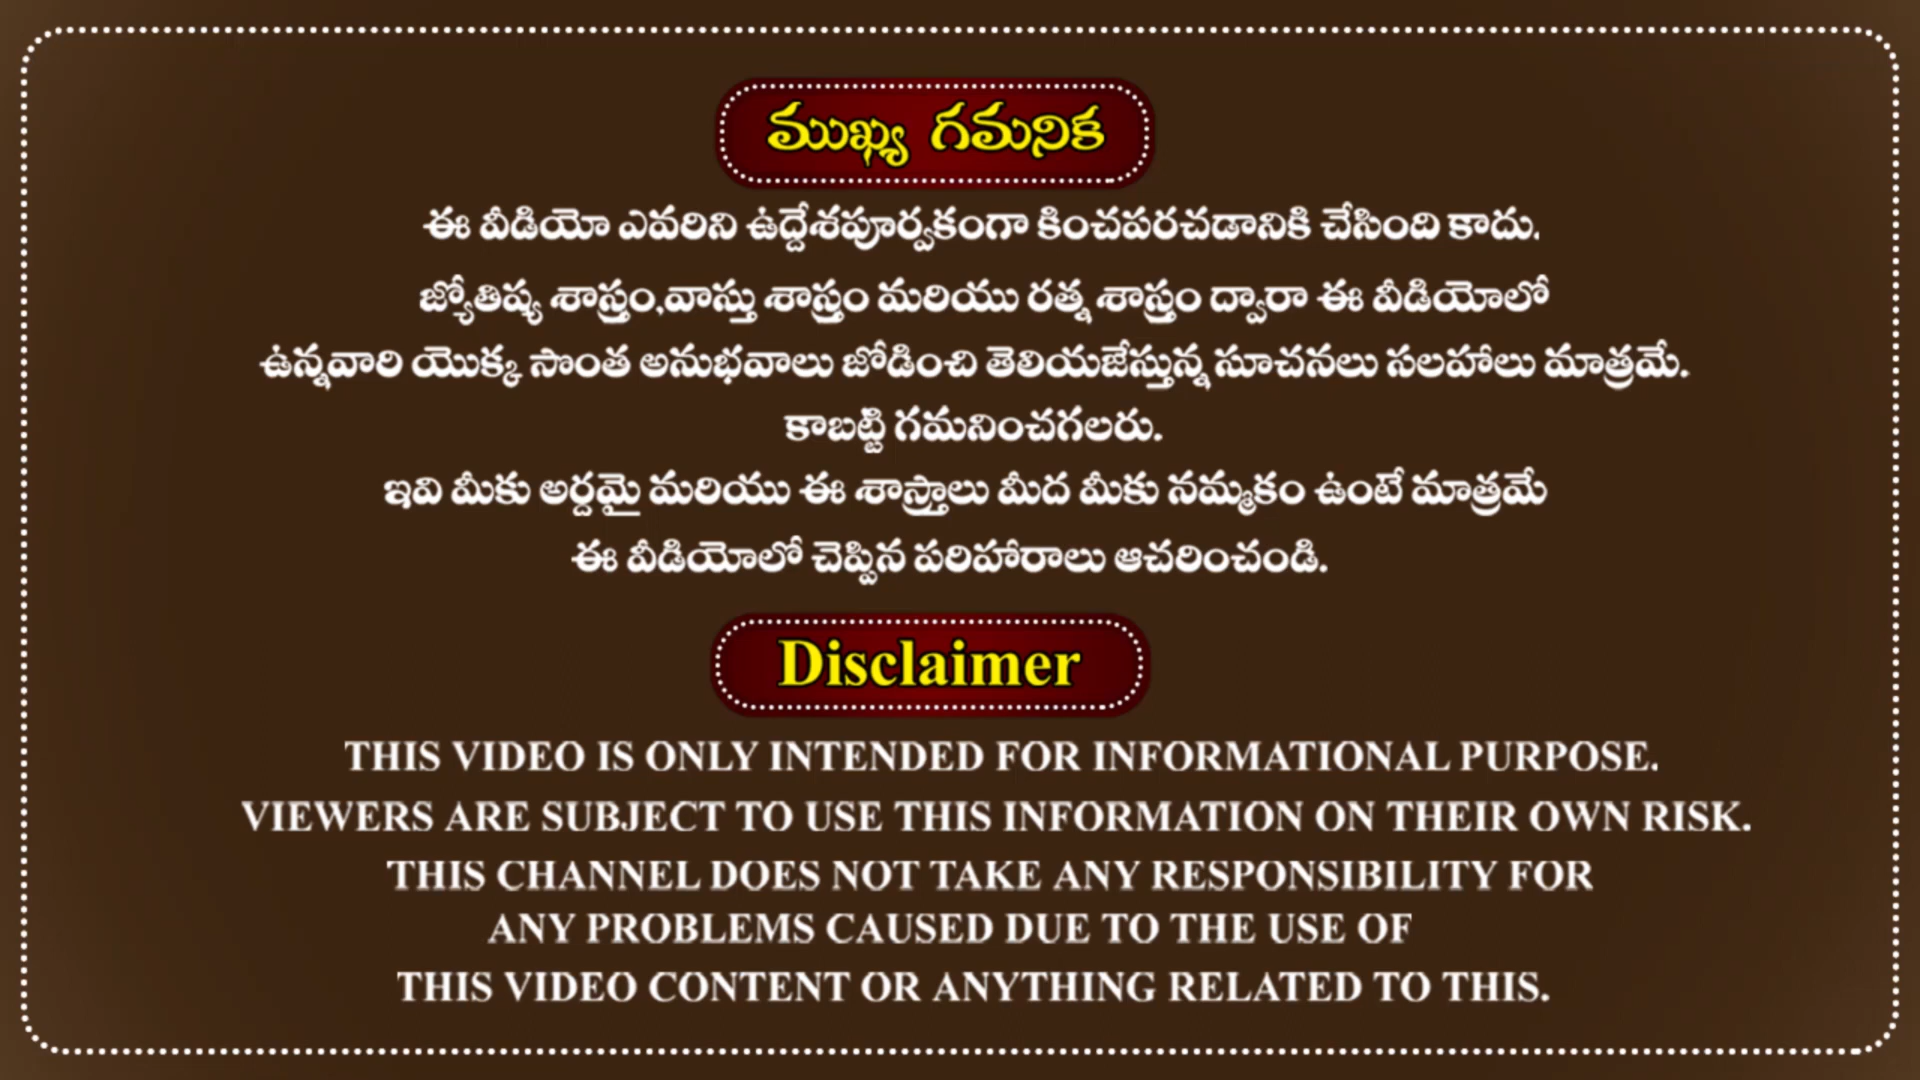 ముఖ్య గమనిక
ఈ వీడియో ఎవరిని ఉద్దేశపూర్వకంగా కించపరచడానికి చేసింది కాదు.
జ్యోతిష్య శాస్త్రం,వాస్తు శాస్త్రం మరియు రత్న శాస్త్రం ద్వారా ఈ వీడియోలో
ఉన్నవారి యొక్క సొంత అనుభవాలు జోడించి తెలియజేస్తున్న సూచనలు సలహాలు మాత్రమే.
కాబట్టి గమనించగలరు.
ఇవి మీకు అర్దమై మరియు ఈ శాస్త్రాలు మీద మీకు నమ్మకం ఉంటే మాత్రమే
ఈ వీడియోలో చెప్పిన పరిహారాలు ఆచరించండి.
Disclaimer
THIS VIDEO IS ONLY INTENDED FOR INFORMATIONAL PURPOSE.
VIEWERS ARE SUBJECT TO USE THIS INFORMATION ON THEIR OWN RISK.
THIS CHANNEL DOES NOT TAKE ANY RESPONSIBILITY FOR
ANY PROBLEMS CAUSED DUE TO THE USE OF
THIS VIDEO CONTENT OR ANYTHING RELATED TO THIS.